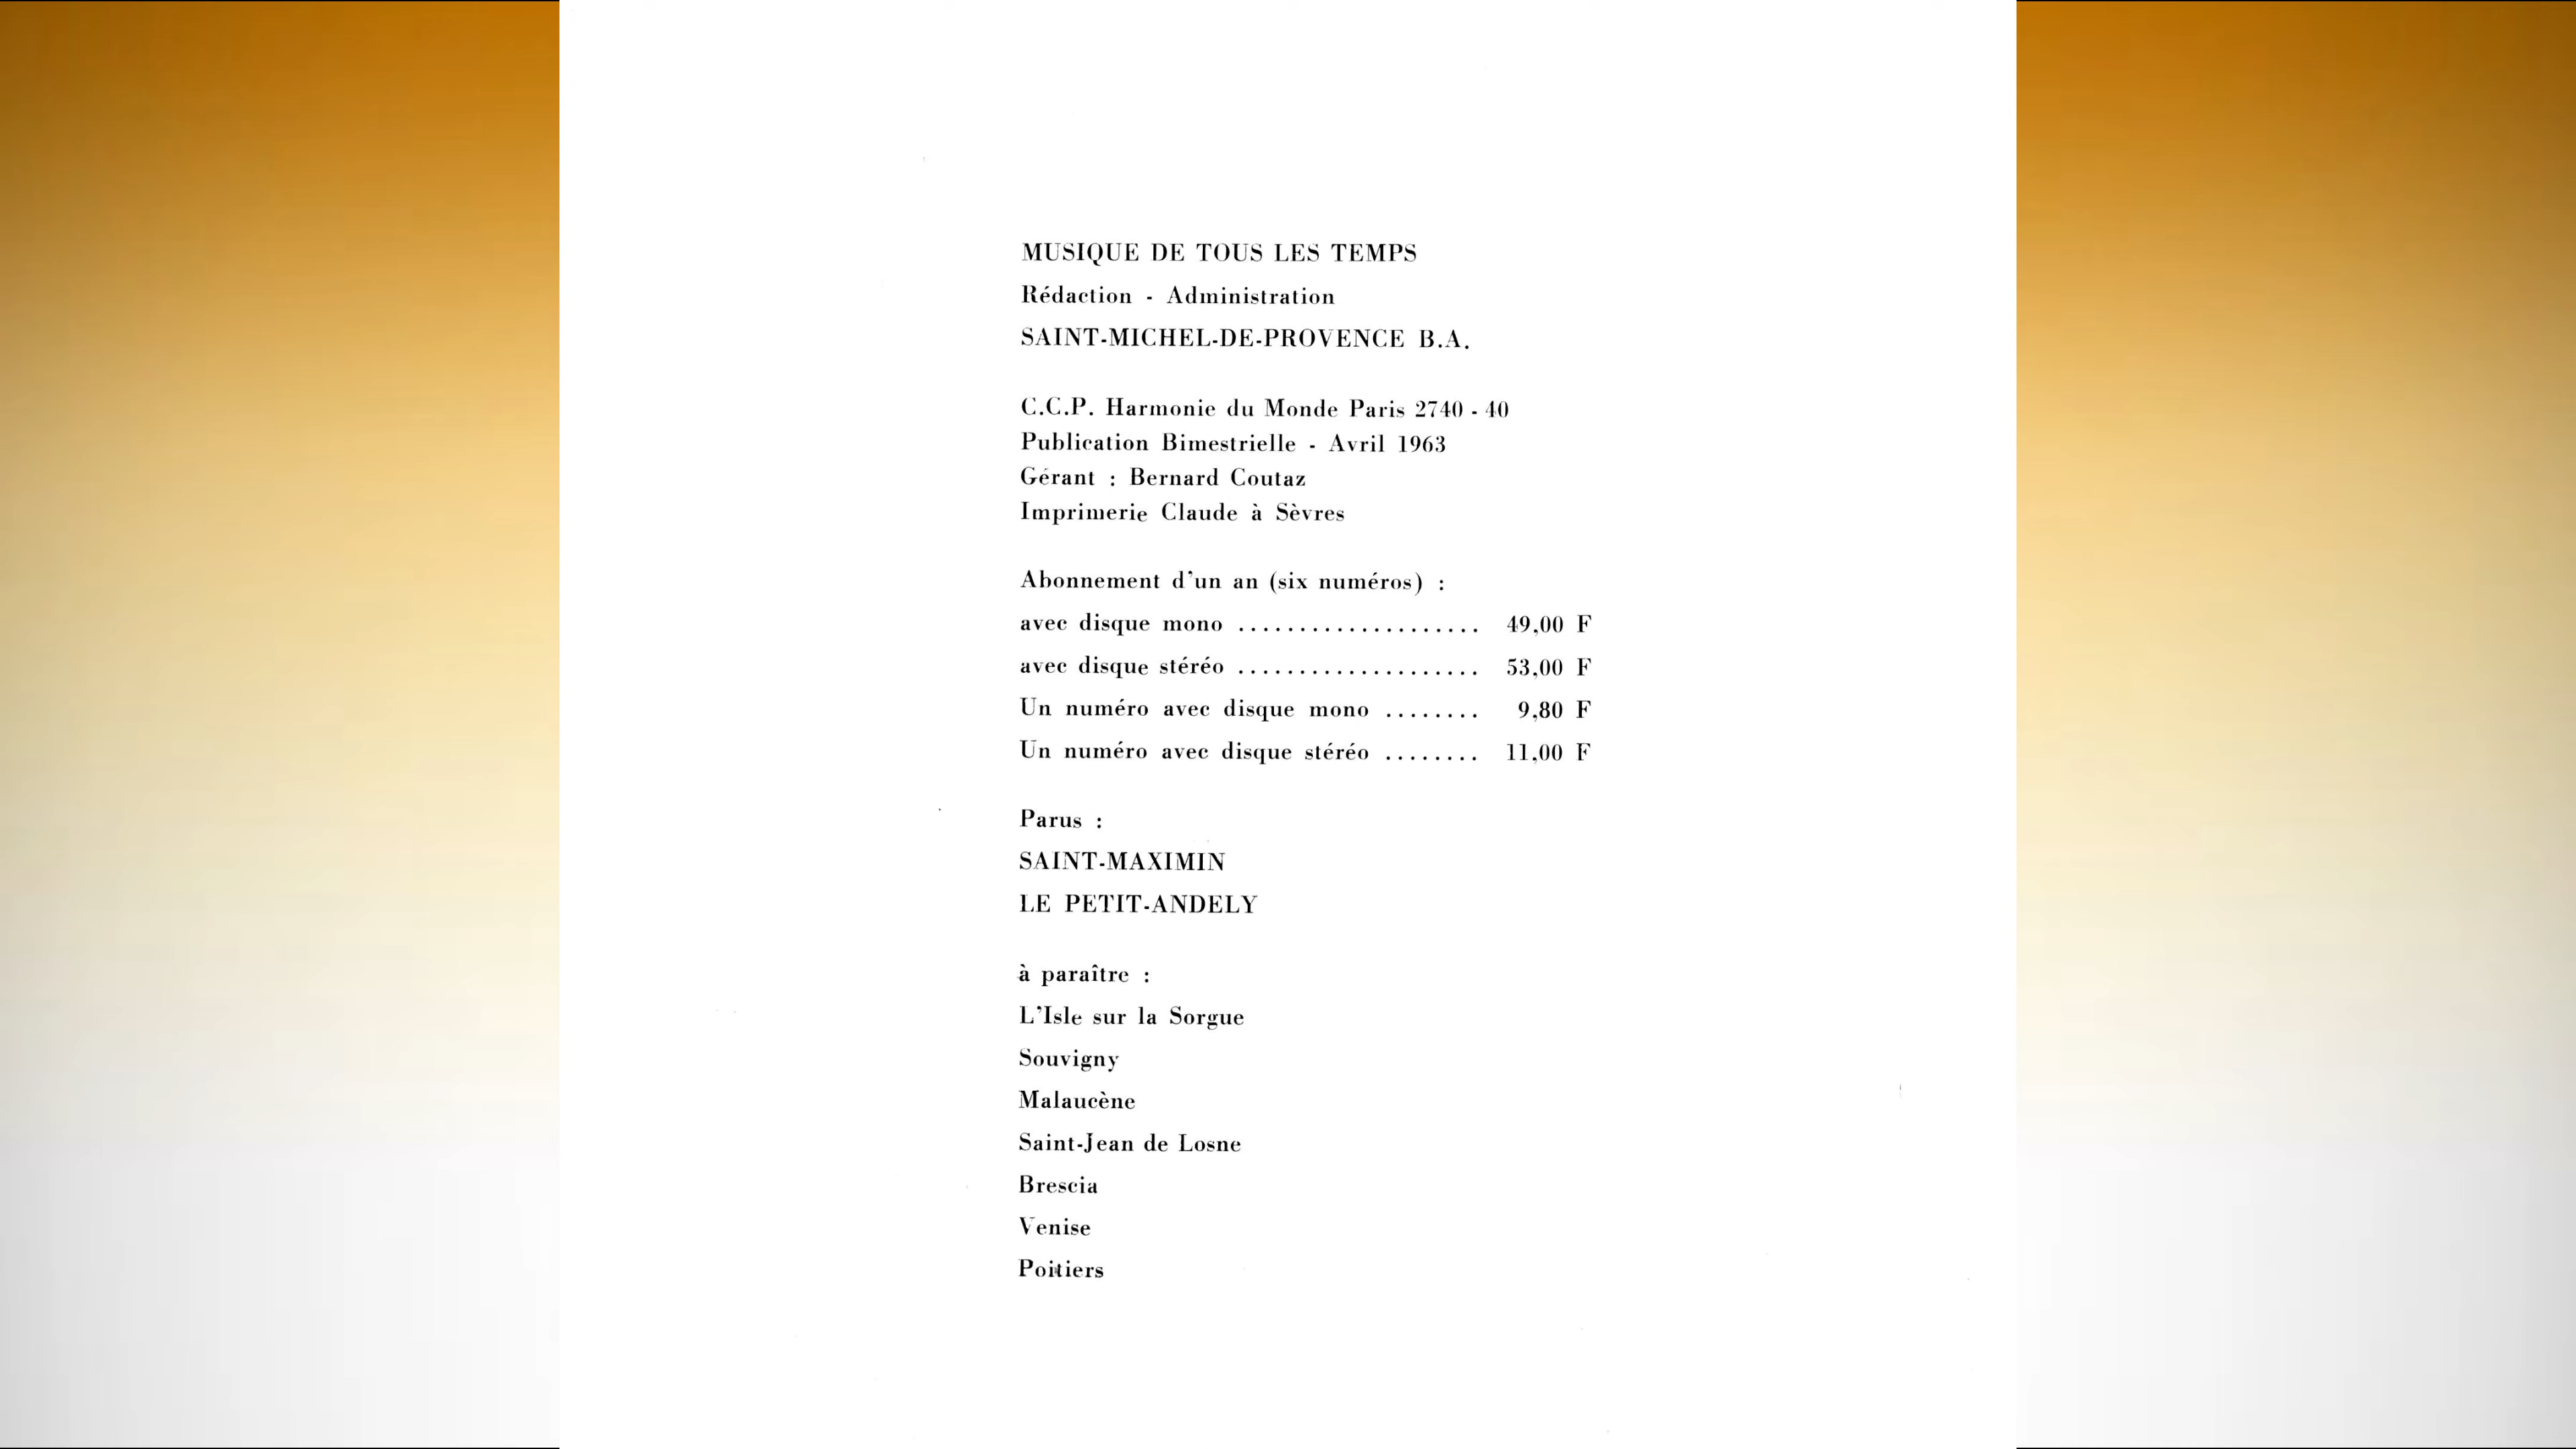 MUSIQUE DE TOUS LES TEMPS
Rédaction - Administration
SAINT-MICHEL-DE-PROVENCE B.A.
C.C.P. Harmonie du Monde Paris 2740 - 40
Publication Bimestrielle - Avril 1963
Gérant : Bernard Coutaz
Imprimerie Claude à Sèvres
Abonnement d'un an (six numéros) :
avec disque mono .................... 49,00 F
avec disque stéréo .................... 53,00 F
Un numéro avec disque mono ........ 9,80 F
Un numéro avec disque stéréo ........ 11,00 F
Parus :
SAINT-MAXIMIN
LE PETIT-ANDELY
à paraître :
L'Isle sur la Sorgue
Souvigny
Malaucène
Saint-Jean de Losne
Brescia
Venise
Poitiers